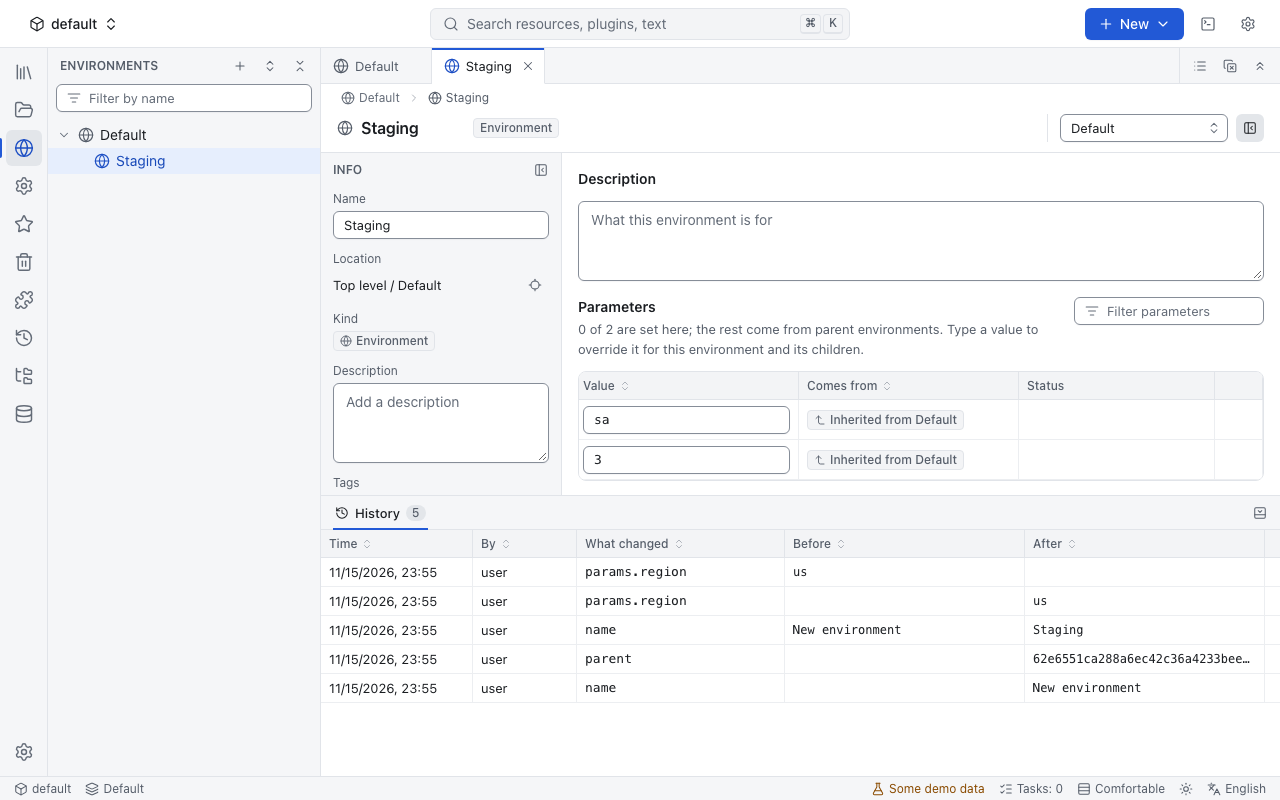 default
Search resources, plugins, text
⌘ K
New
ENVIRONMENTS
Filter by name
Default
Staging
Default
Staging
Default
Staging
Staging
Environment
Default
INFO
Name
Staging
Location
Top level / Default
Kind
Environment
Description
Add a description
Tags
Description
What this environment is for
Parameters
0 of 2 are set here; the rest come from parent environments. Type a value to
override it for this environment and its children.
Filter parameters
Value Comes from Status
sa Inherited from Default
3 Inherited from Default
History 5
Time By What changed Before After
11/15/2026, 23:55 user params.region us
11/15/2026, 23:55 user params.region us
11/15/2026, 23:55 user name New environment Staging
11/15/2026, 23:55 user parent 62e6551ca288a6ec42c36a4233bee…
11/15/2026, 23:55 user name New environment
default Default
Some demo data Tasks: 0 Comfortable English